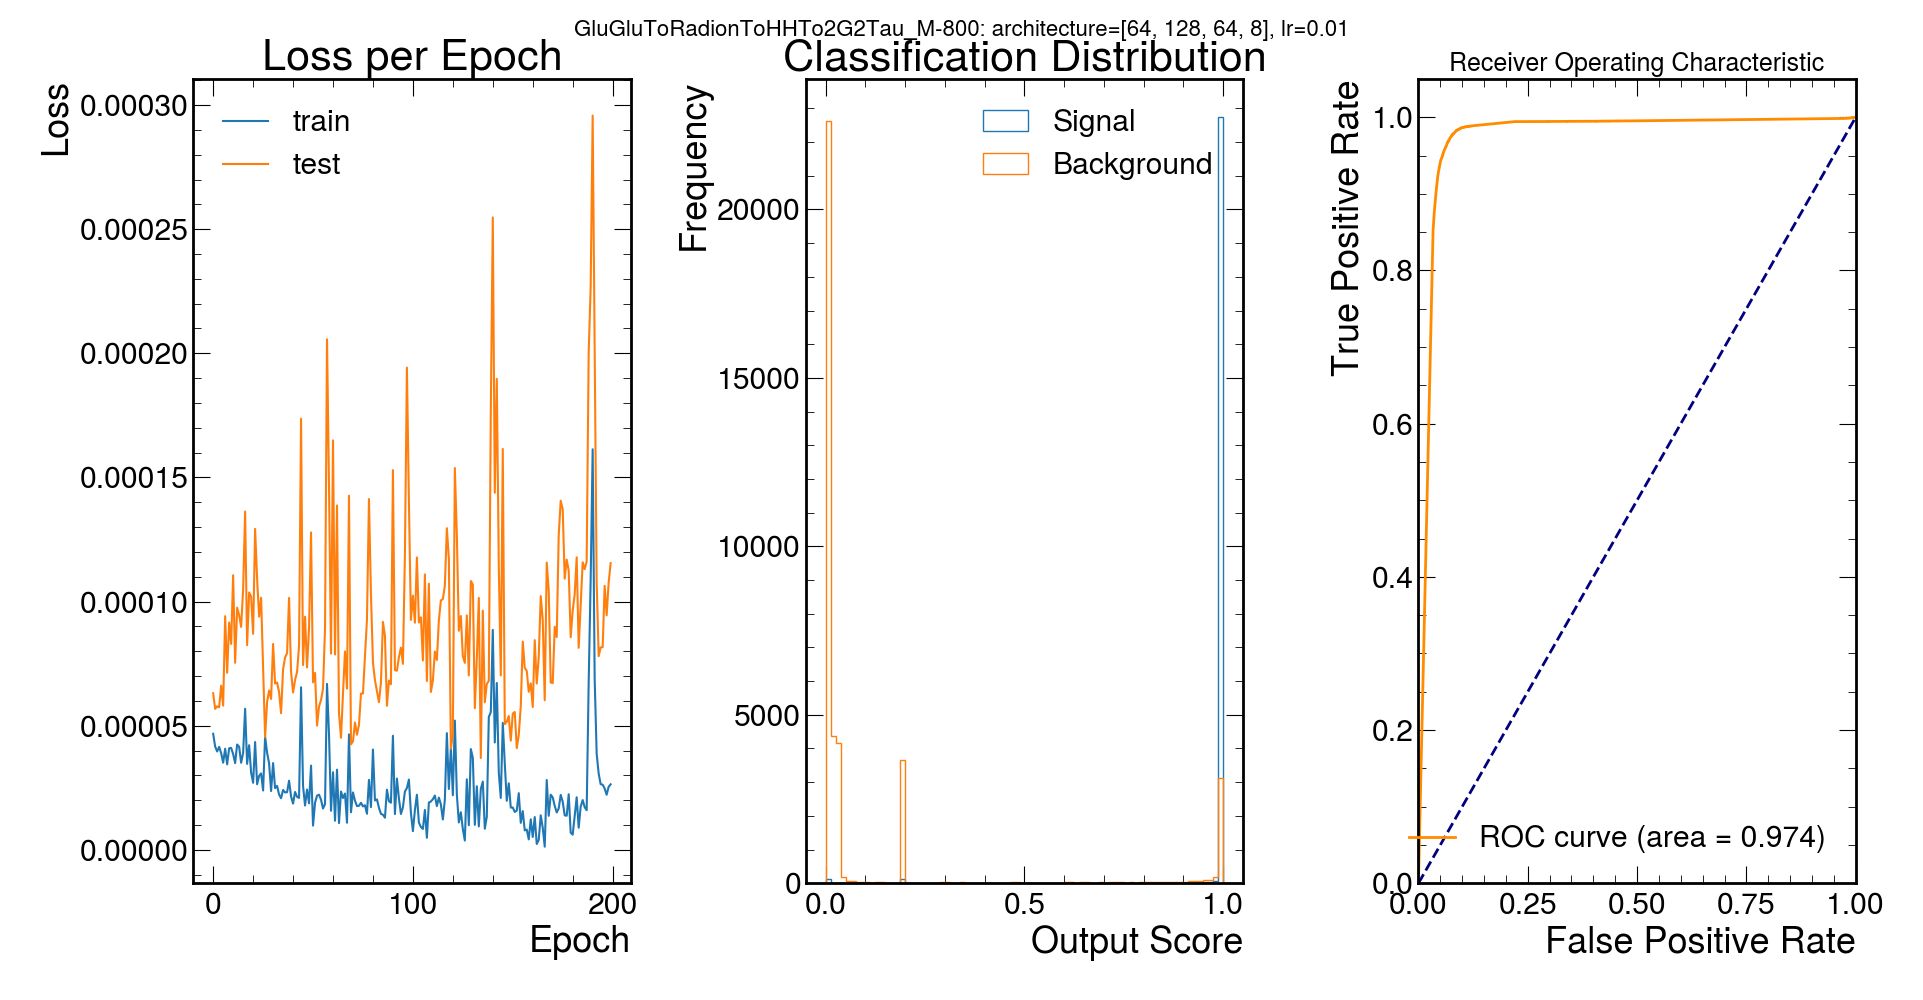 GluGluToRadionToHHTo2G2Tau_M-800: architecture=[64, 128, 64, 8], lr=0.01
Loss per Epoch
Loss
0.00030
0.00025
0.00020
0.00015
0.00010
0.00005
0.00000
train
test
0
100
200
Epoch
Classification Distribution
Frequency
20000
15000
10000
5000
0
Signal
Background
0.0
0.5
1.0
Output Score
Receiver Operating Characteristic
True Positive Rate
1.0
0.8
0.6
0.4
0.2
0.0
ROC curve (area = 0.974)
0.00
0.25
0.50
0.75
1.00
False Positive Rate